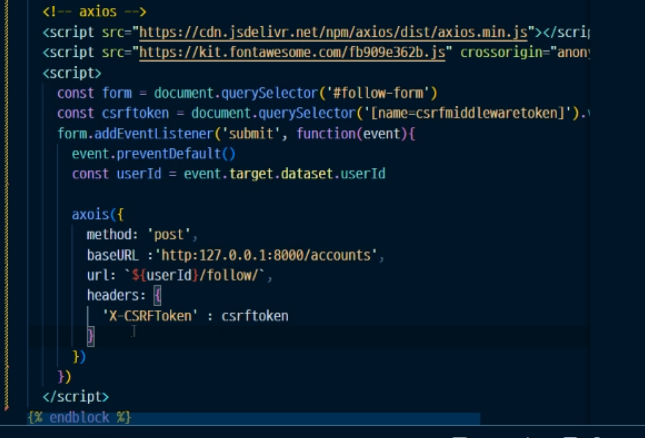 <!-- axios -->
<script src="https://cdn.jsdelivr.net/npm/axios/dist/axios.min.js"></scrip
<script src="https://kit.fontawesome.com/fb909e362b.js" crossorigin="anony
<script>
const form = document.querySelector('#follow-form')
const csrftoken = document.querySelector('[name=csrfmiddlewaretoken]').v
form.addEventListener('submit', function(event){
event.preventDefault()
const userId = event.target.dataset.userId
axois({
method: 'post',
baseURL :'http:127.0.0.1:8000/accounts',
url: `${userId}/follow/`,
headers: {
'X-CSRFToken' : csrftoken
}
})
})
</script>
{% endblock %}